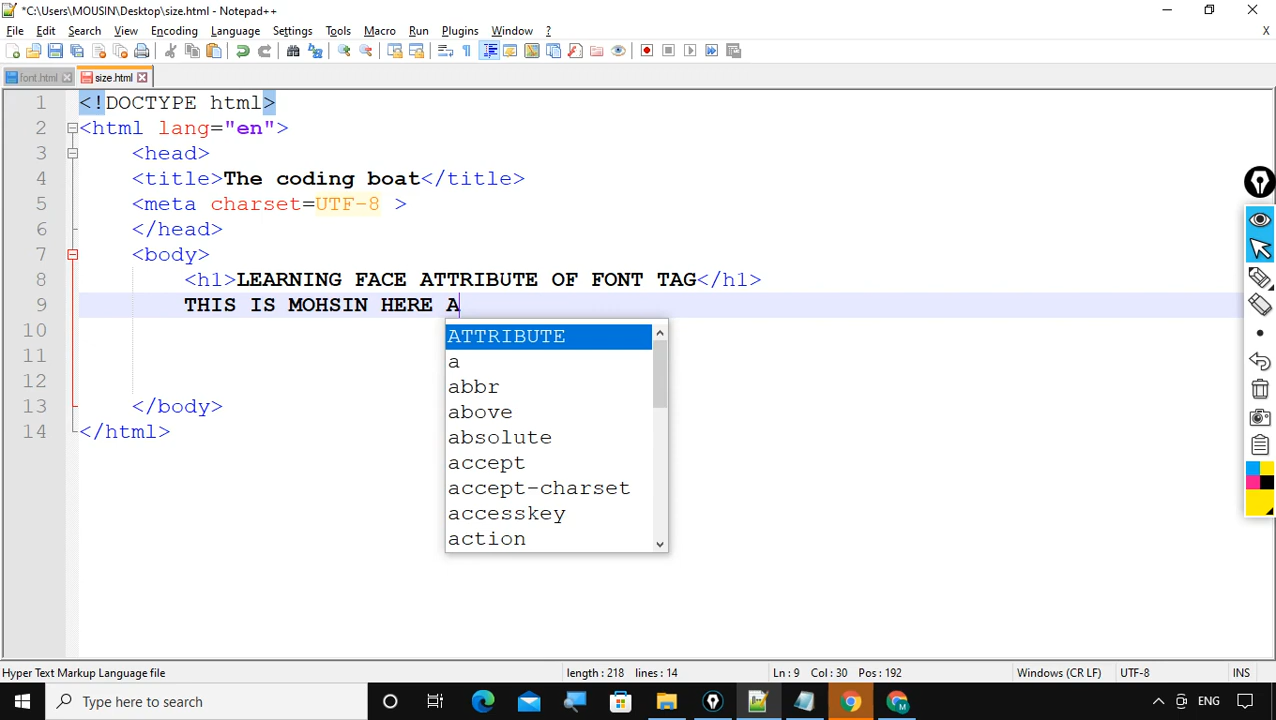 *C:\Users\MOUSIN\Desktop\size.html - Notepad++
File Edit Search View Encoding Language Settings Tools Macro Run Plugins Window ? X
font.html size.html
1 <!DOCTYPE html>
2 <html lang="en">
3 <head>
4 <title>The coding boat</title>
5 <meta charset=UTF-8 >
6 </head>
7 <body>
8 <h1>LEARNING FACE ATTRIBUTE OF FONT TAG</h1>
9 THIS IS MOHSIN HERE A
10
11
12
13 </body>
14 </html>
ATTRIBUTE
a
abbr
above
absolute
accept
accept-charset
accesskey
action
Hyper Text Markup Language file length : 218 lines : 14 Ln : 9 Col : 30 Pos : 192 Windows (CR LF) UTF-8 INS
Type here to search ENG